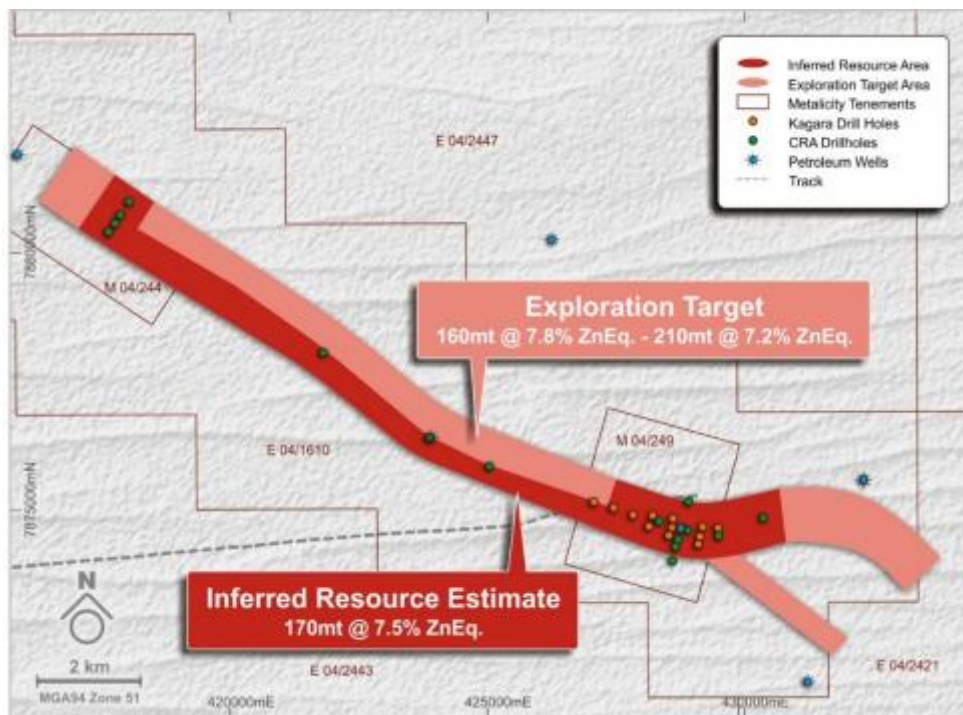 Inferred Resource Area
Exploration Target Area
Metalicity Tenements
Kagara Drill Holes
CRA Drillholes
Petroleum Wells
Track
E 04/2447
7880000mN
M 04/244
Exploration Target
160mt @ 7.8% ZnEq. - 210mt @ 7.2% ZnEq.
M 04/249
E 04/1610
7875000mN
Inferred Resource Estimate
170mt @ 7.5% ZnEq.
N
2 km
MGA94 Zone 51
E 04/2443
E 04/2421
420000mE
425000mE
430000mE